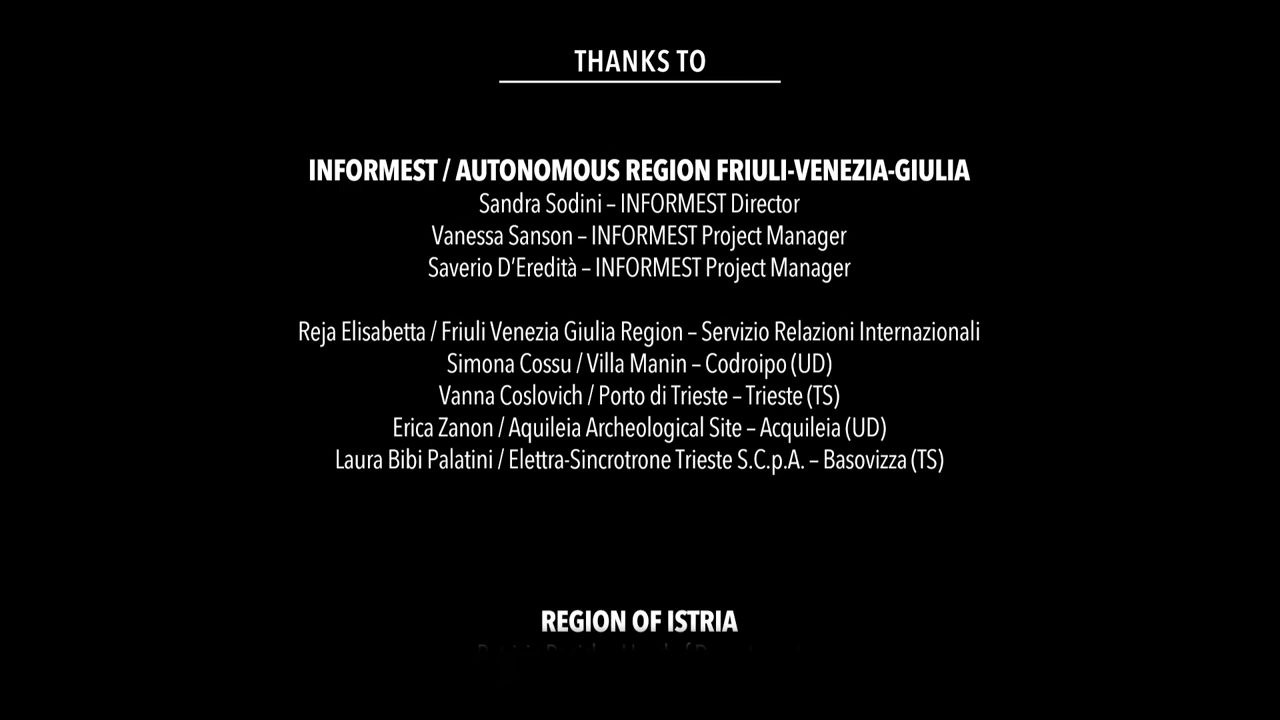 THANKS TO
INFORMEST / AUTONOMOUS REGION FRIULI-VENEZIA-GIULIA
Sandra Sodini – INFORMEST Director
Vanessa Sanson – INFORMEST Project Manager
Saverio D’Eredità – INFORMEST Project Manager
Reja Elisabetta / Friuli Venezia Giulia Region – Servizio Relazioni Internazionali
Simona Cossu / Villa Manin – Codroipo (UD)
Vanna Coslovich / Porto di Trieste – Trieste (TS)
Erica Zanon / Aquileia Archeological Site – Acquileia (UD)
Laura Bibi Palatini / Elettra-Sincrotrone Trieste S.C.p.A. – Basovizza (TS)
REGION OF ISTRIA